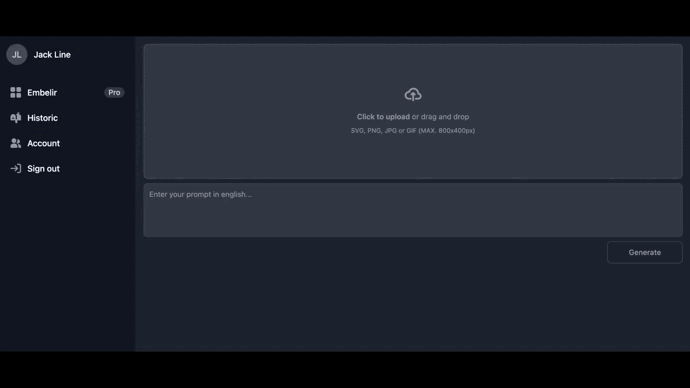 JL
Jack Line
Embelir
Pro
Historic
Account
Sign out
Click to upload or drag and drop
SVG, PNG, JPG or GIF (MAX. 800x400px)
Enter your prompt in english...
Generate